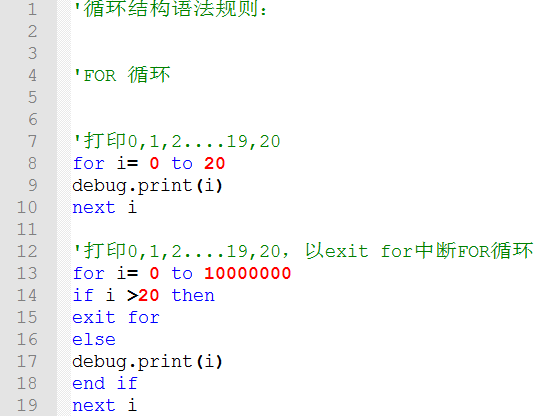 1 '循环结构语法规则：
2
3
4 'FOR 循环
5
6
7 '打印0,1,2....19,20
8 for i= 0 to 20
9 debug.print(i)
10 next i
11
12 '打印0,1,2....19,20，以exit for中断FOR循环
13 for i= 0 to 10000000
14 if i >20 then
15 exit for
16 else
17 debug.print(i)
18 end if
19 next i